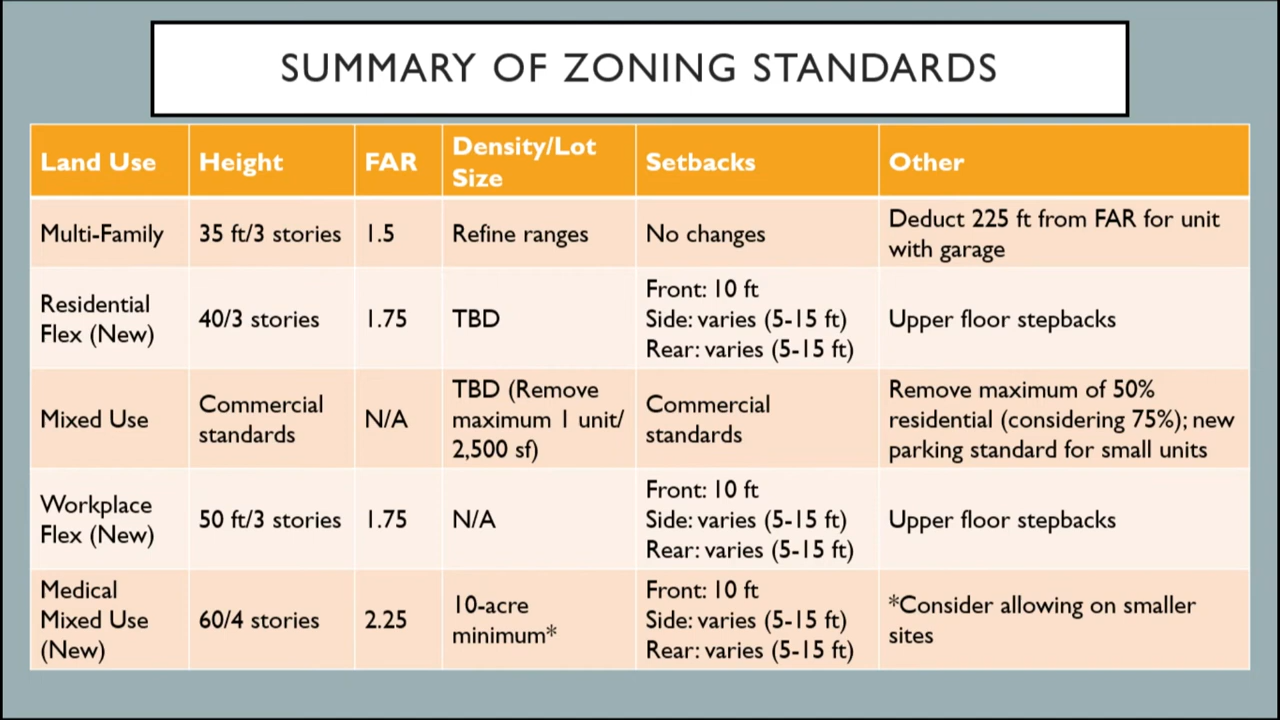 SUMMARY OF ZONING STANDARDS
Land Use
Height
FAR
Density/Lot
Size
Setbacks
Other
Multi-Family
35 ft/3 stories
1.5
Refine ranges
No changes
Deduct 225 ft from FAR for unit
with garage
Residential
Flex (New)
40/3 stories
1.75
TBD
Front: 10 ft
Side: varies (5-15 ft)
Rear: varies (5-15 ft)
Upper floor stepbacks
Mixed Use
Commercial
standards
N/A
TBD (Remove
maximum 1 unit/
2,500 sf)
Commercial
standards
Remove maximum of 50%
residential (considering 75%); new
parking standard for small units
Workplace
Flex (New)
50 ft/3 stories
1.75
N/A
Front: 10 ft
Side: varies (5-15 ft)
Rear: varies (5-15 ft)
Upper floor stepbacks
Medical
Mixed Use
(New)
60/4 stories
2.25
10-acre
minimum*
Front: 10 ft
Side: varies (5-15 ft)
Rear: varies (5-15 ft)
*Consider allowing on smaller
sites